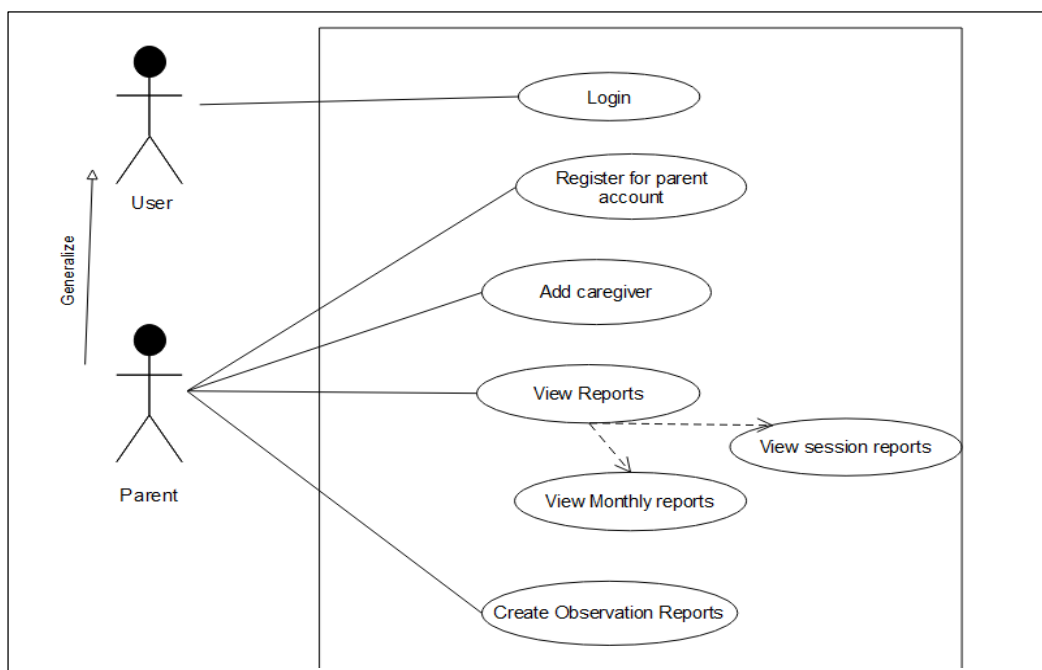 Login
User
Register for parent
account
Generalize
Add caregiver
View Reports
View session reports
View Monthly reports
Parent
Create Observation Reports